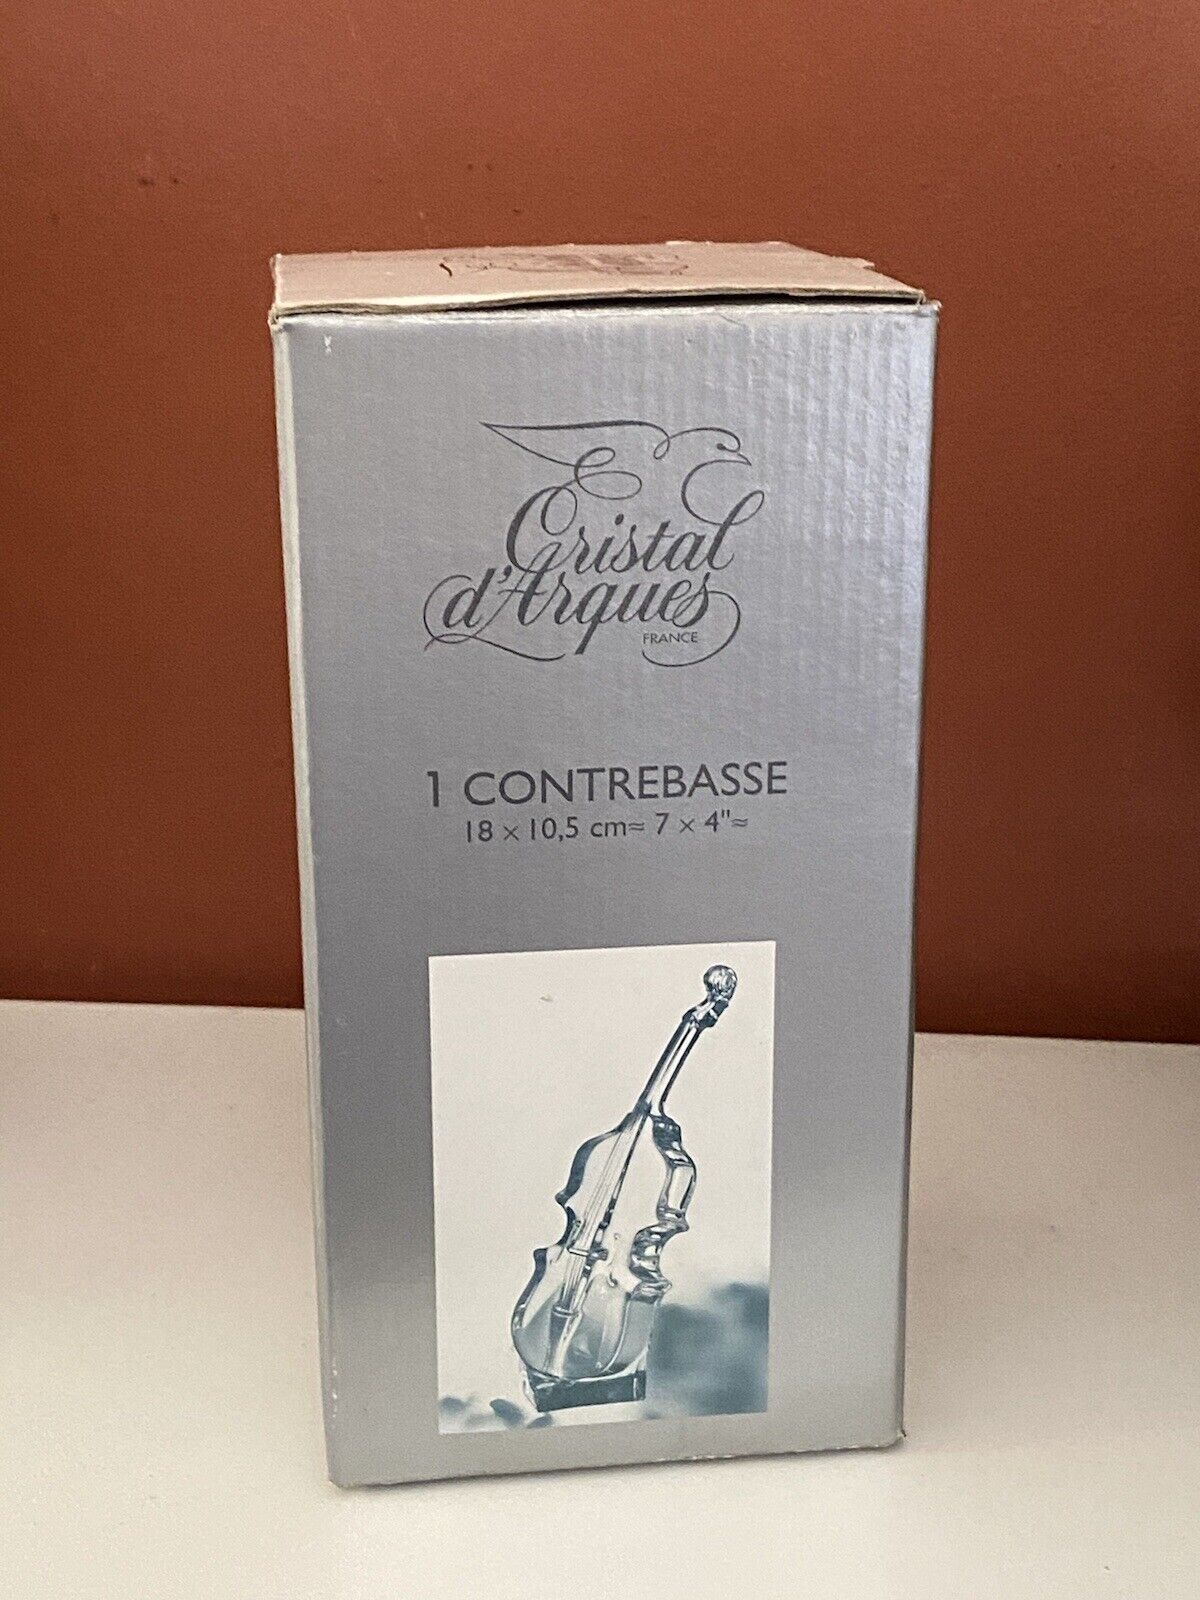 Cristal
d'Arques
FRANCE
1 CONTREBASSE
18 × 10,5 cm≈ 7 × 4"≈